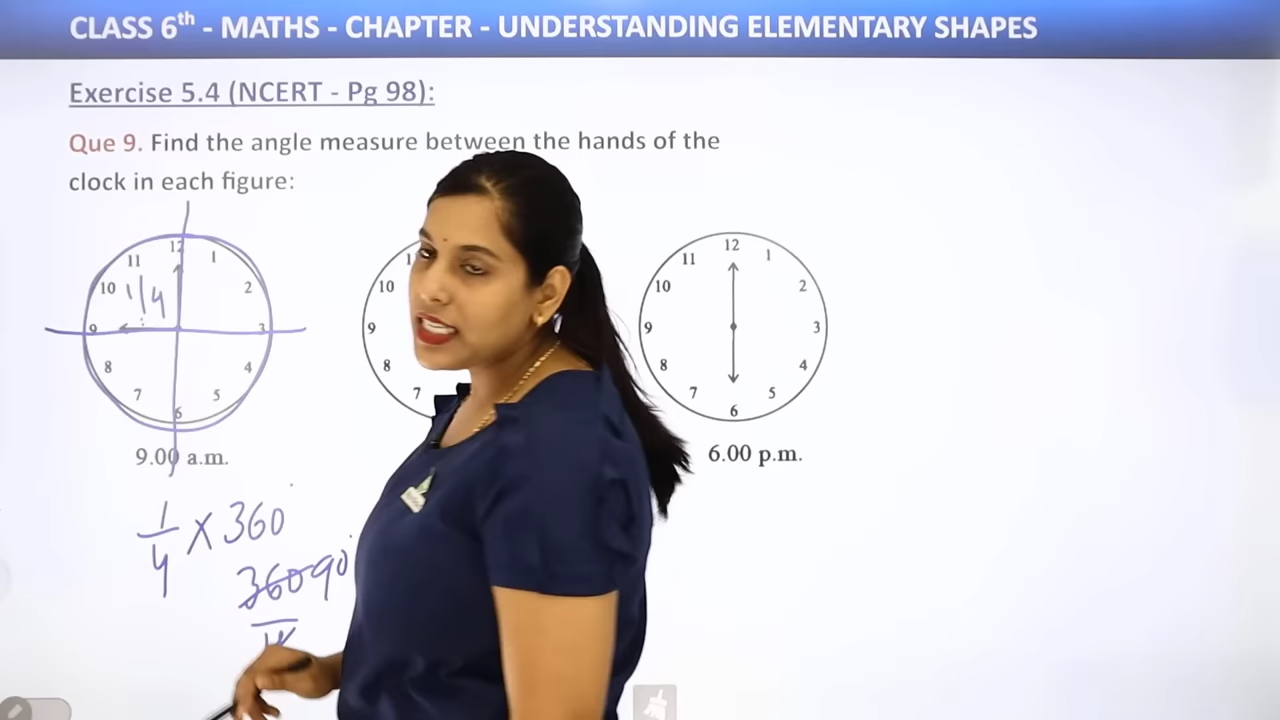 CLASS 6th - MATHS - CHAPTER - UNDERSTANDING ELEMENTARY SHAPES
Exercise 5.4 (NCERT - Pg 98):
Que 9. Find the angle measure between the hands of the
clock in each figure:
12
11 1
10 1/4 2
9 3
8 4
7 5
6
9.00 a.m.
10
9
8
7
12
11 1
10 2
9 3
8 4
7 5
6
6.00 p.m.
1/4 × 360
360 90°
4